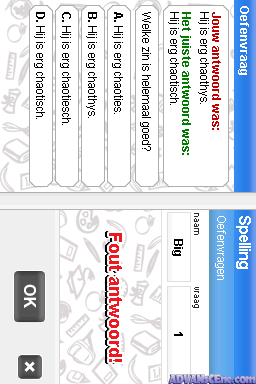 Oefenvraag
Jouw antwoord was:
Hij is erg chaothys.
Het juiste antwoord was:
Hij is erg chaotisch.
Welke zin is helemaal goed?
A. Hij is erg chaoties.
B. Hij is erg chaothys.
C. Hij is erg chaotiesch.
D. Hij is erg chaotisch.
Spelling
Oefenvragen
naam
vraag
Big
1
Fout antwoord!
OK
ADVANsCEne.com